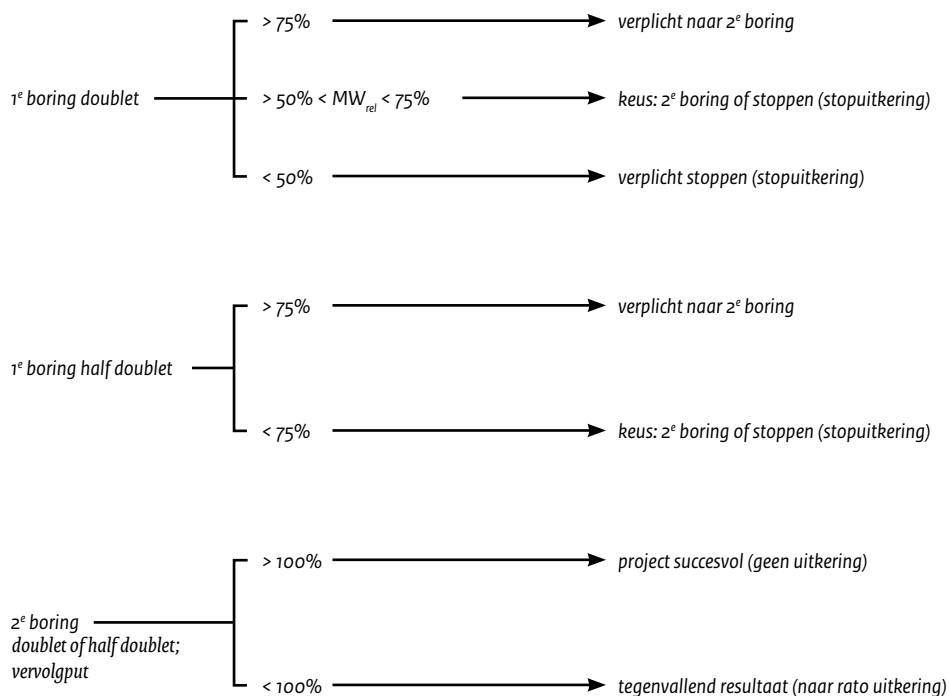 > 75% verplicht naar 2e boring
1e boring doublet > 50% < MWrel < 75% keus: 2e boring of stoppen (stopuitkering)
< 50% verplicht stoppen (stopuitkering)
> 75% verplicht naar 2e boring
1e boring half doublet
< 75% keus: 2e boring of stoppen (stopuitkering)
> 100% project succesvol (geen uitkering)
2e boring
doublet of half doublet;
vervolgput
< 100% tegenvallend resultaat (naar rato uitkering)